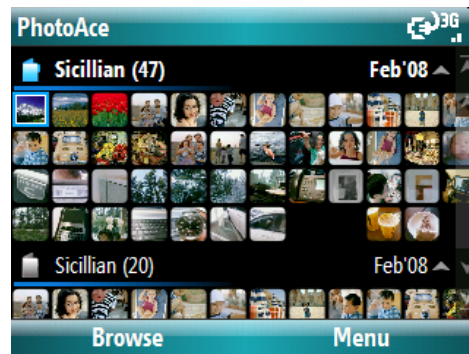 PhotoAce 3G
Sicillian (47) Feb'08
Sicillian (20) Feb'08
Browse Menu